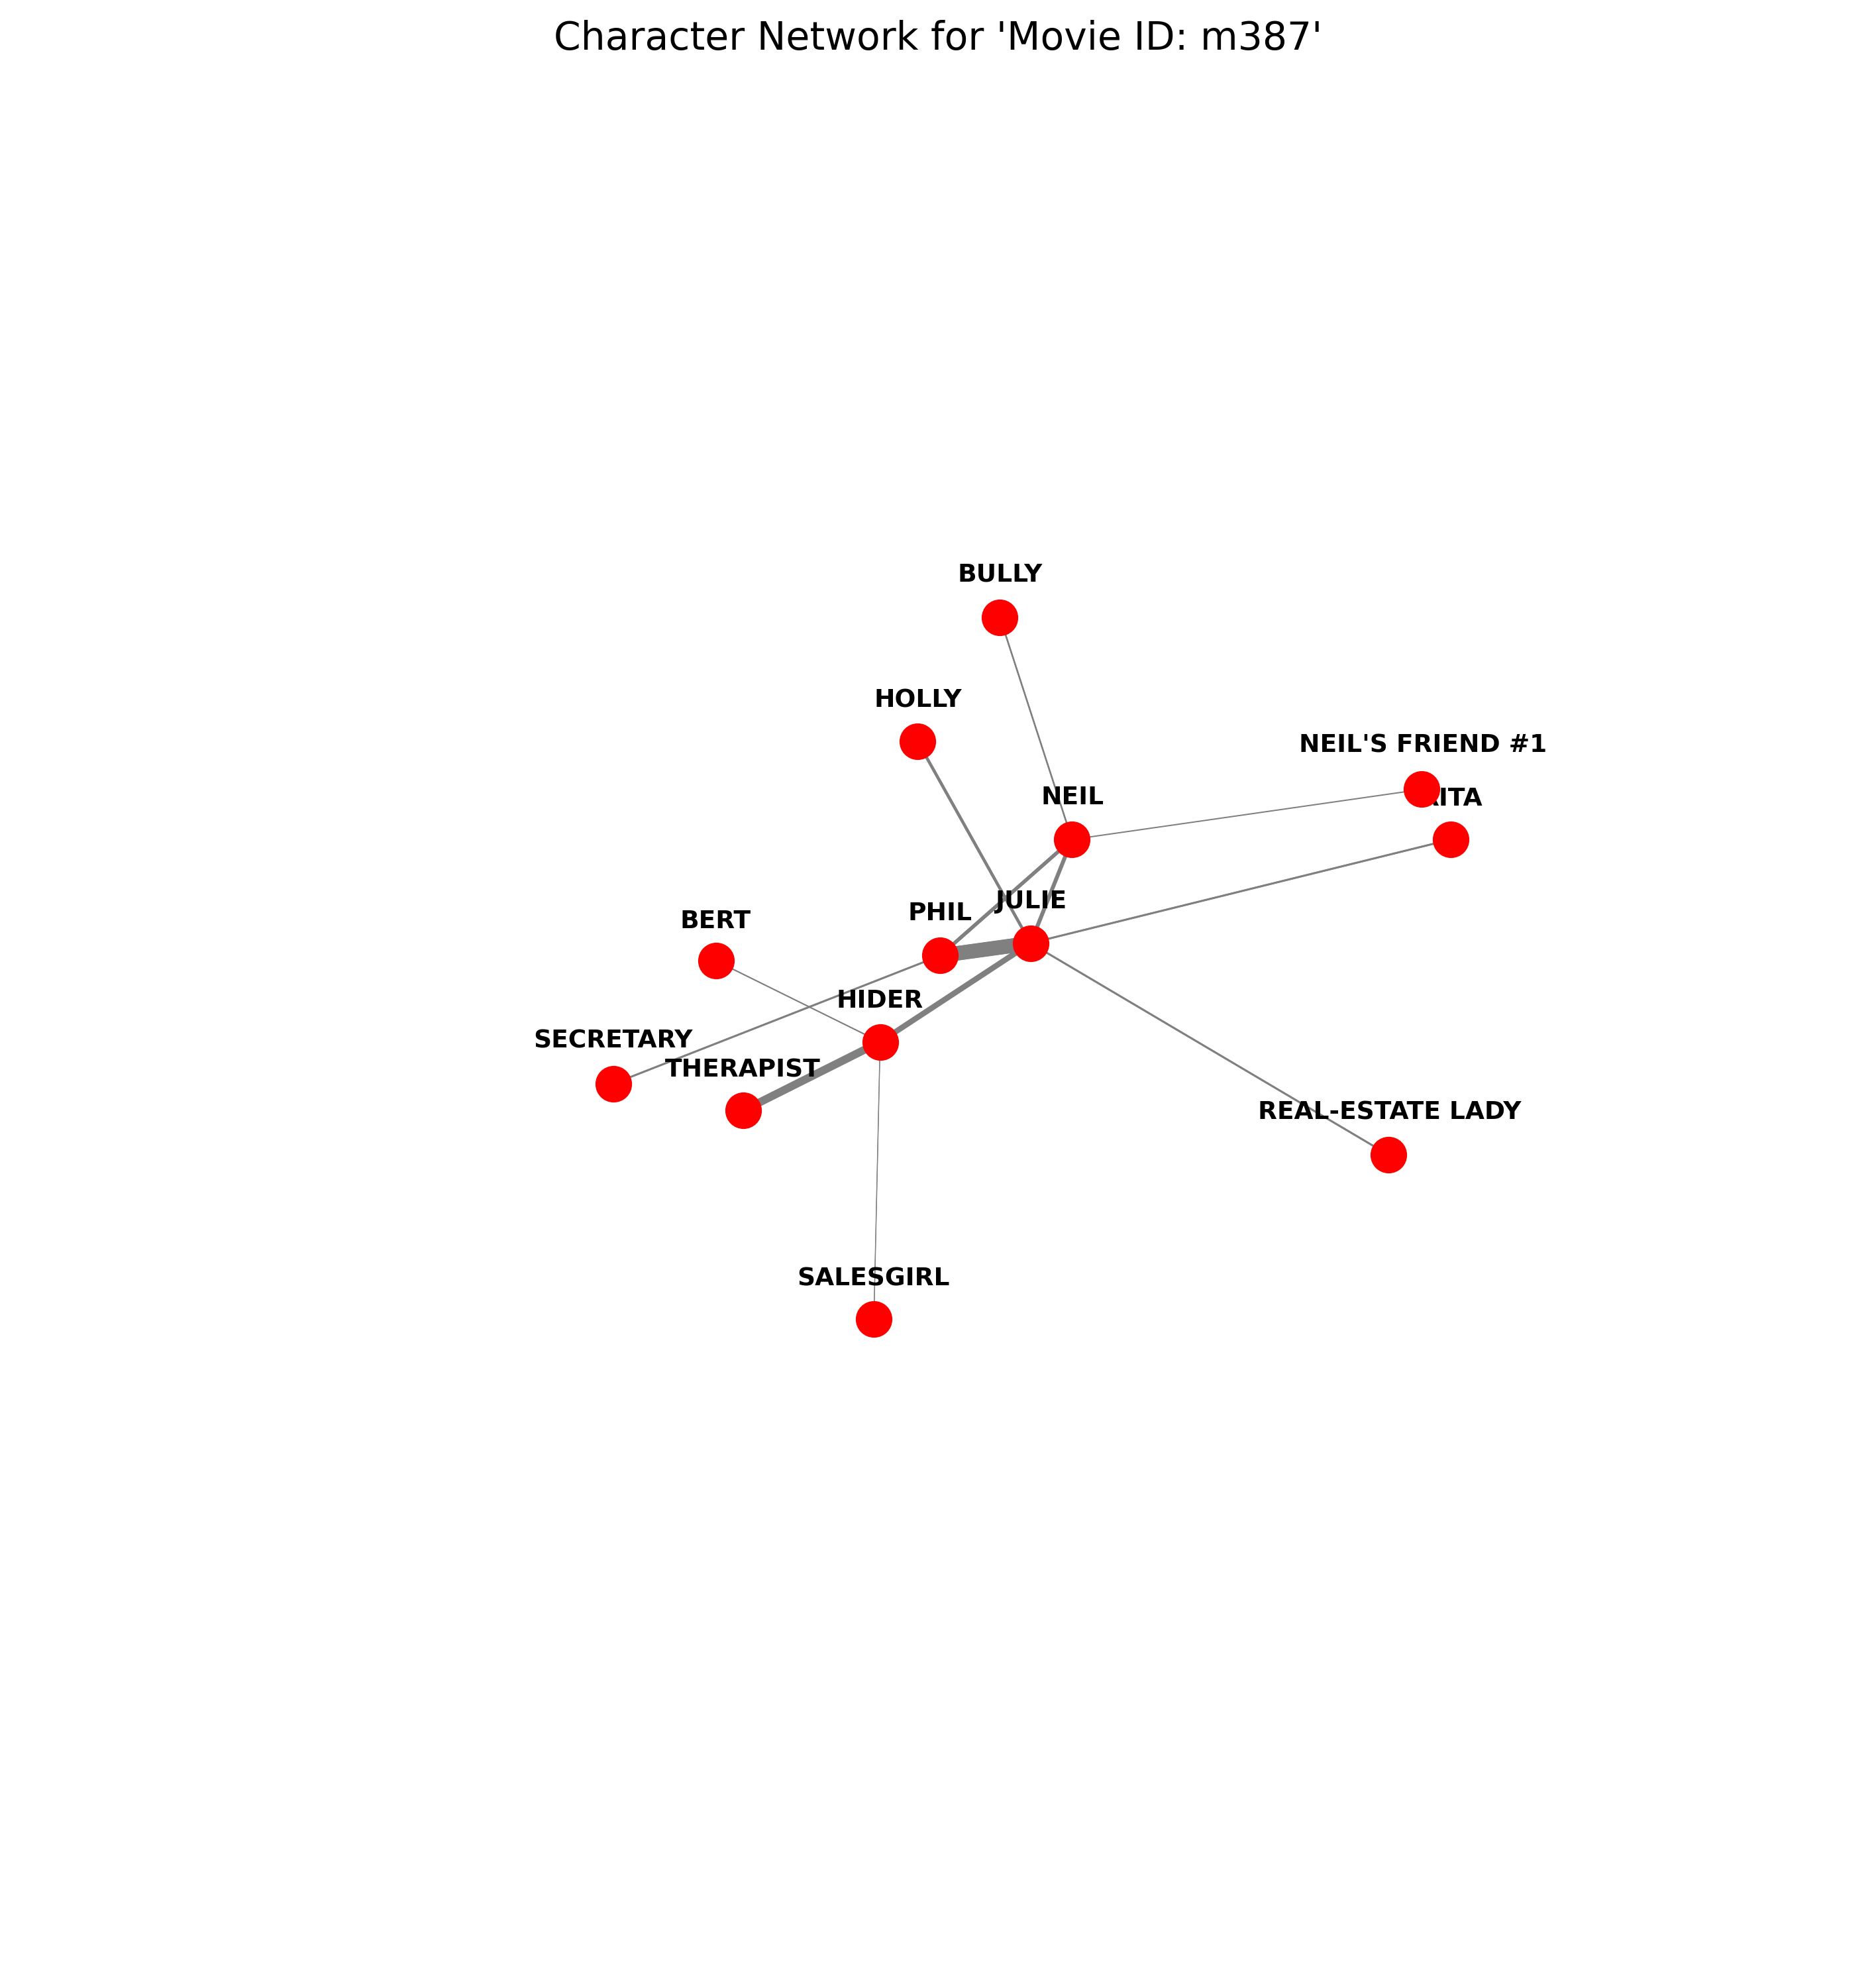 Character Network for 'Movie ID: m387'
BULLY
HOLLY
NEIL'S FRIEND #1
NEIL
JULIE
PHIL
BERT
HIDER
SECRETARY
THERAPIST
REAL-ESTATE LADY
SALESGIRL